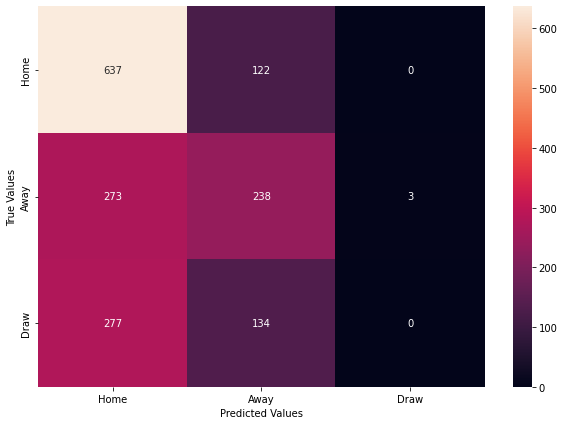 True Values
Home
Away
Draw
637 122 0
273 238 3
277 134 0
Home Away Draw
Predicted Values
600
500
400
300
200
100
0